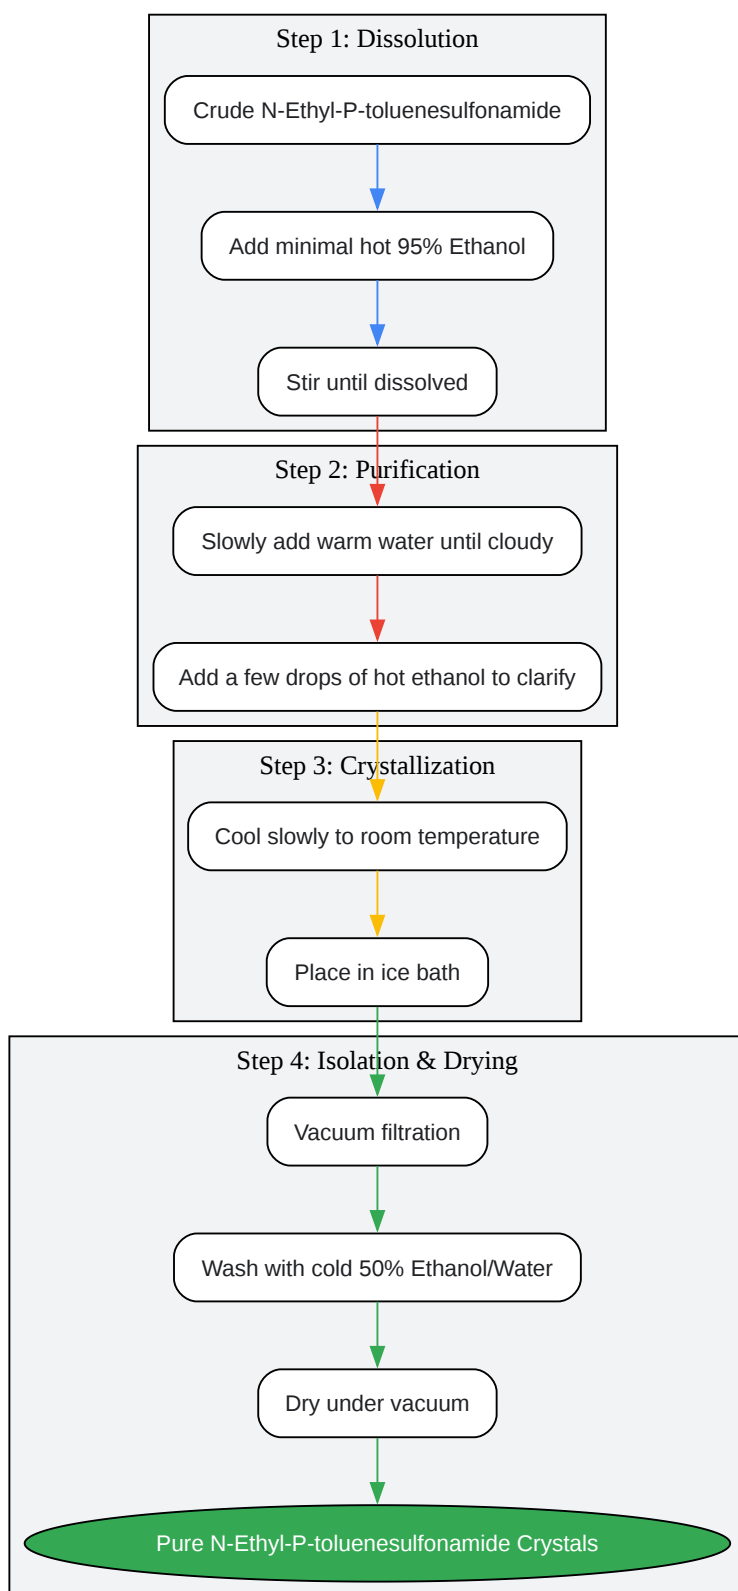 Step 1: Dissolution
Crude N-Ethyl-P-toluenesulfonamide
Add minimal hot 95% Ethanol
Stir until dissolved
Step 2: Purification
Slowly add warm water until cloudy
Add a few drops of hot ethanol to clarify
Step 3: Crystallization
Cool slowly to room temperature
Place in ice bath
Step 4: Isolation & Drying
Vacuum filtration
Wash with cold 50% Ethanol/Water
Dry under vacuum
Pure N-Ethyl-P-toluenesulfonamide Crystals